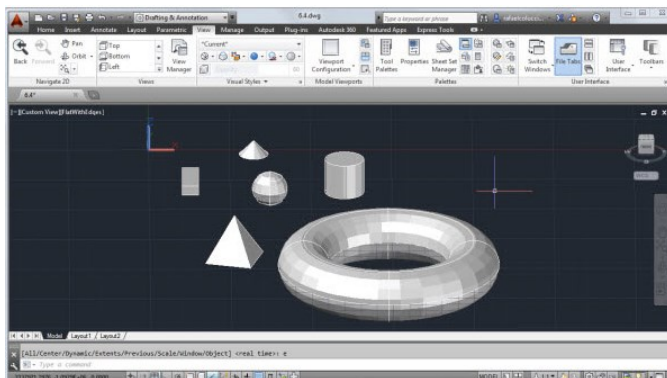 Drafting & Annotation
6.4.dwg
Type a keyword or phrase
Home Insert Annotate Layout Parametric View Manage Output Plug-ins Autodesk 360 Featured Apps Express Tools
Back Forward Pan Orbit
Top
Bottom
Left
View Manager
*Current*
Viewport Configuration
Tool Palettes
Properties
Sheet Set Manager
Switch Windows
File Tabs
User Interface
Toolbars
Navigate 2D Views Visual Styles Model Viewports Palettes User Interface
6.4*
[-][Custom View][FlatWithEdges]
Model Layout1 Layout2
[All/Center/Dynamic/Extents/Previous/Scale/Window/Object] <real time>: e
Type a command